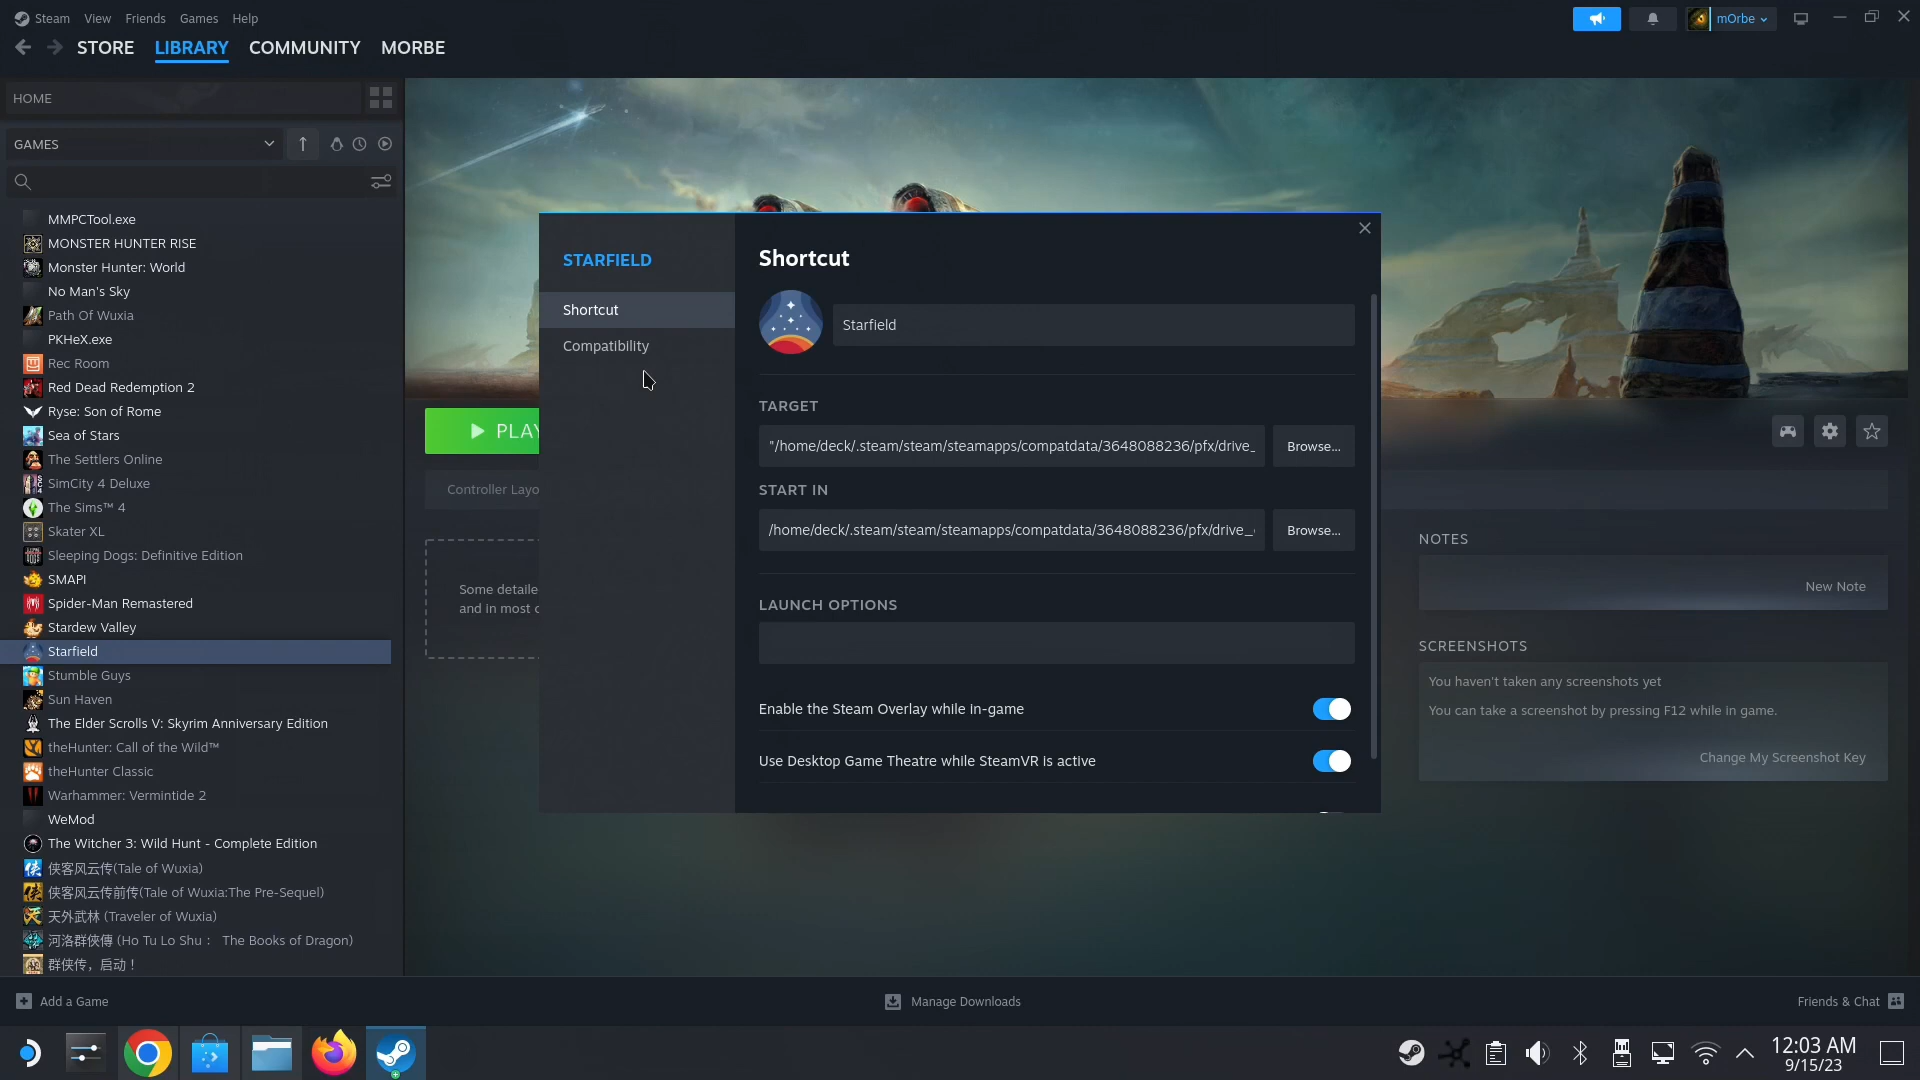 Steam View Friends Games Help
mOrbe
STORE LIBRARY COMMUNITY MORBE
HOME
GAMES
MMPCTool.exe
MONSTER HUNTER RISE
Monster Hunter: World
No Man's Sky
Path Of Wuxia
PKHeX.exe
Rec Room
Red Dead Redemption 2
Ryse: Son of Rome
Sea of Stars
The Settlers Online
SimCity 4 Deluxe
The Sims™ 4
Skater XL
Sleeping Dogs: Definitive Edition
SMAPI
Spider-Man Remastered
Stardew Valley
Starfield
Stumble Guys
Sun Haven
The Elder Scrolls V: Skyrim Anniversary Edition
theHunter: Call of the Wild™
theHunter Classic
Warhammer: Vermintide 2
WeMod
The Witcher 3: Wild Hunt - Complete Edition
侠客风云传(Tale of Wuxia)
侠客风云传前传(Tale of Wuxia:The Pre-Sequel)
天外武林 (Traveler of Wuxia)
河洛群俠傳 (Ho Tu Lo Shu： The Books of Dragon)
群侠传，启动！
PLAY
Controller Layo
Some detaile
and in most c
STARFIELD
Shortcut
Compatibility
Shortcut
Starfield
TARGET
"/home/deck/.steam/steam/steamapps/compatdata/3648088236/pfx/drive_
Browse...
START IN
/home/deck/.steam/steam/steamapps/compatdata/3648088236/pfx/drive_
Browse...
LAUNCH OPTIONS
Enable the Steam Overlay while in-game
Use Desktop Game Theatre while SteamVR is active
NOTES
New Note
SCREENSHOTS
You haven't taken any screenshots yet
You can take a screenshot by pressing F12 while in game.
Change My Screenshot Key
Add a Game
Manage Downloads
Friends & Chat
12:03 AM
9/15/23